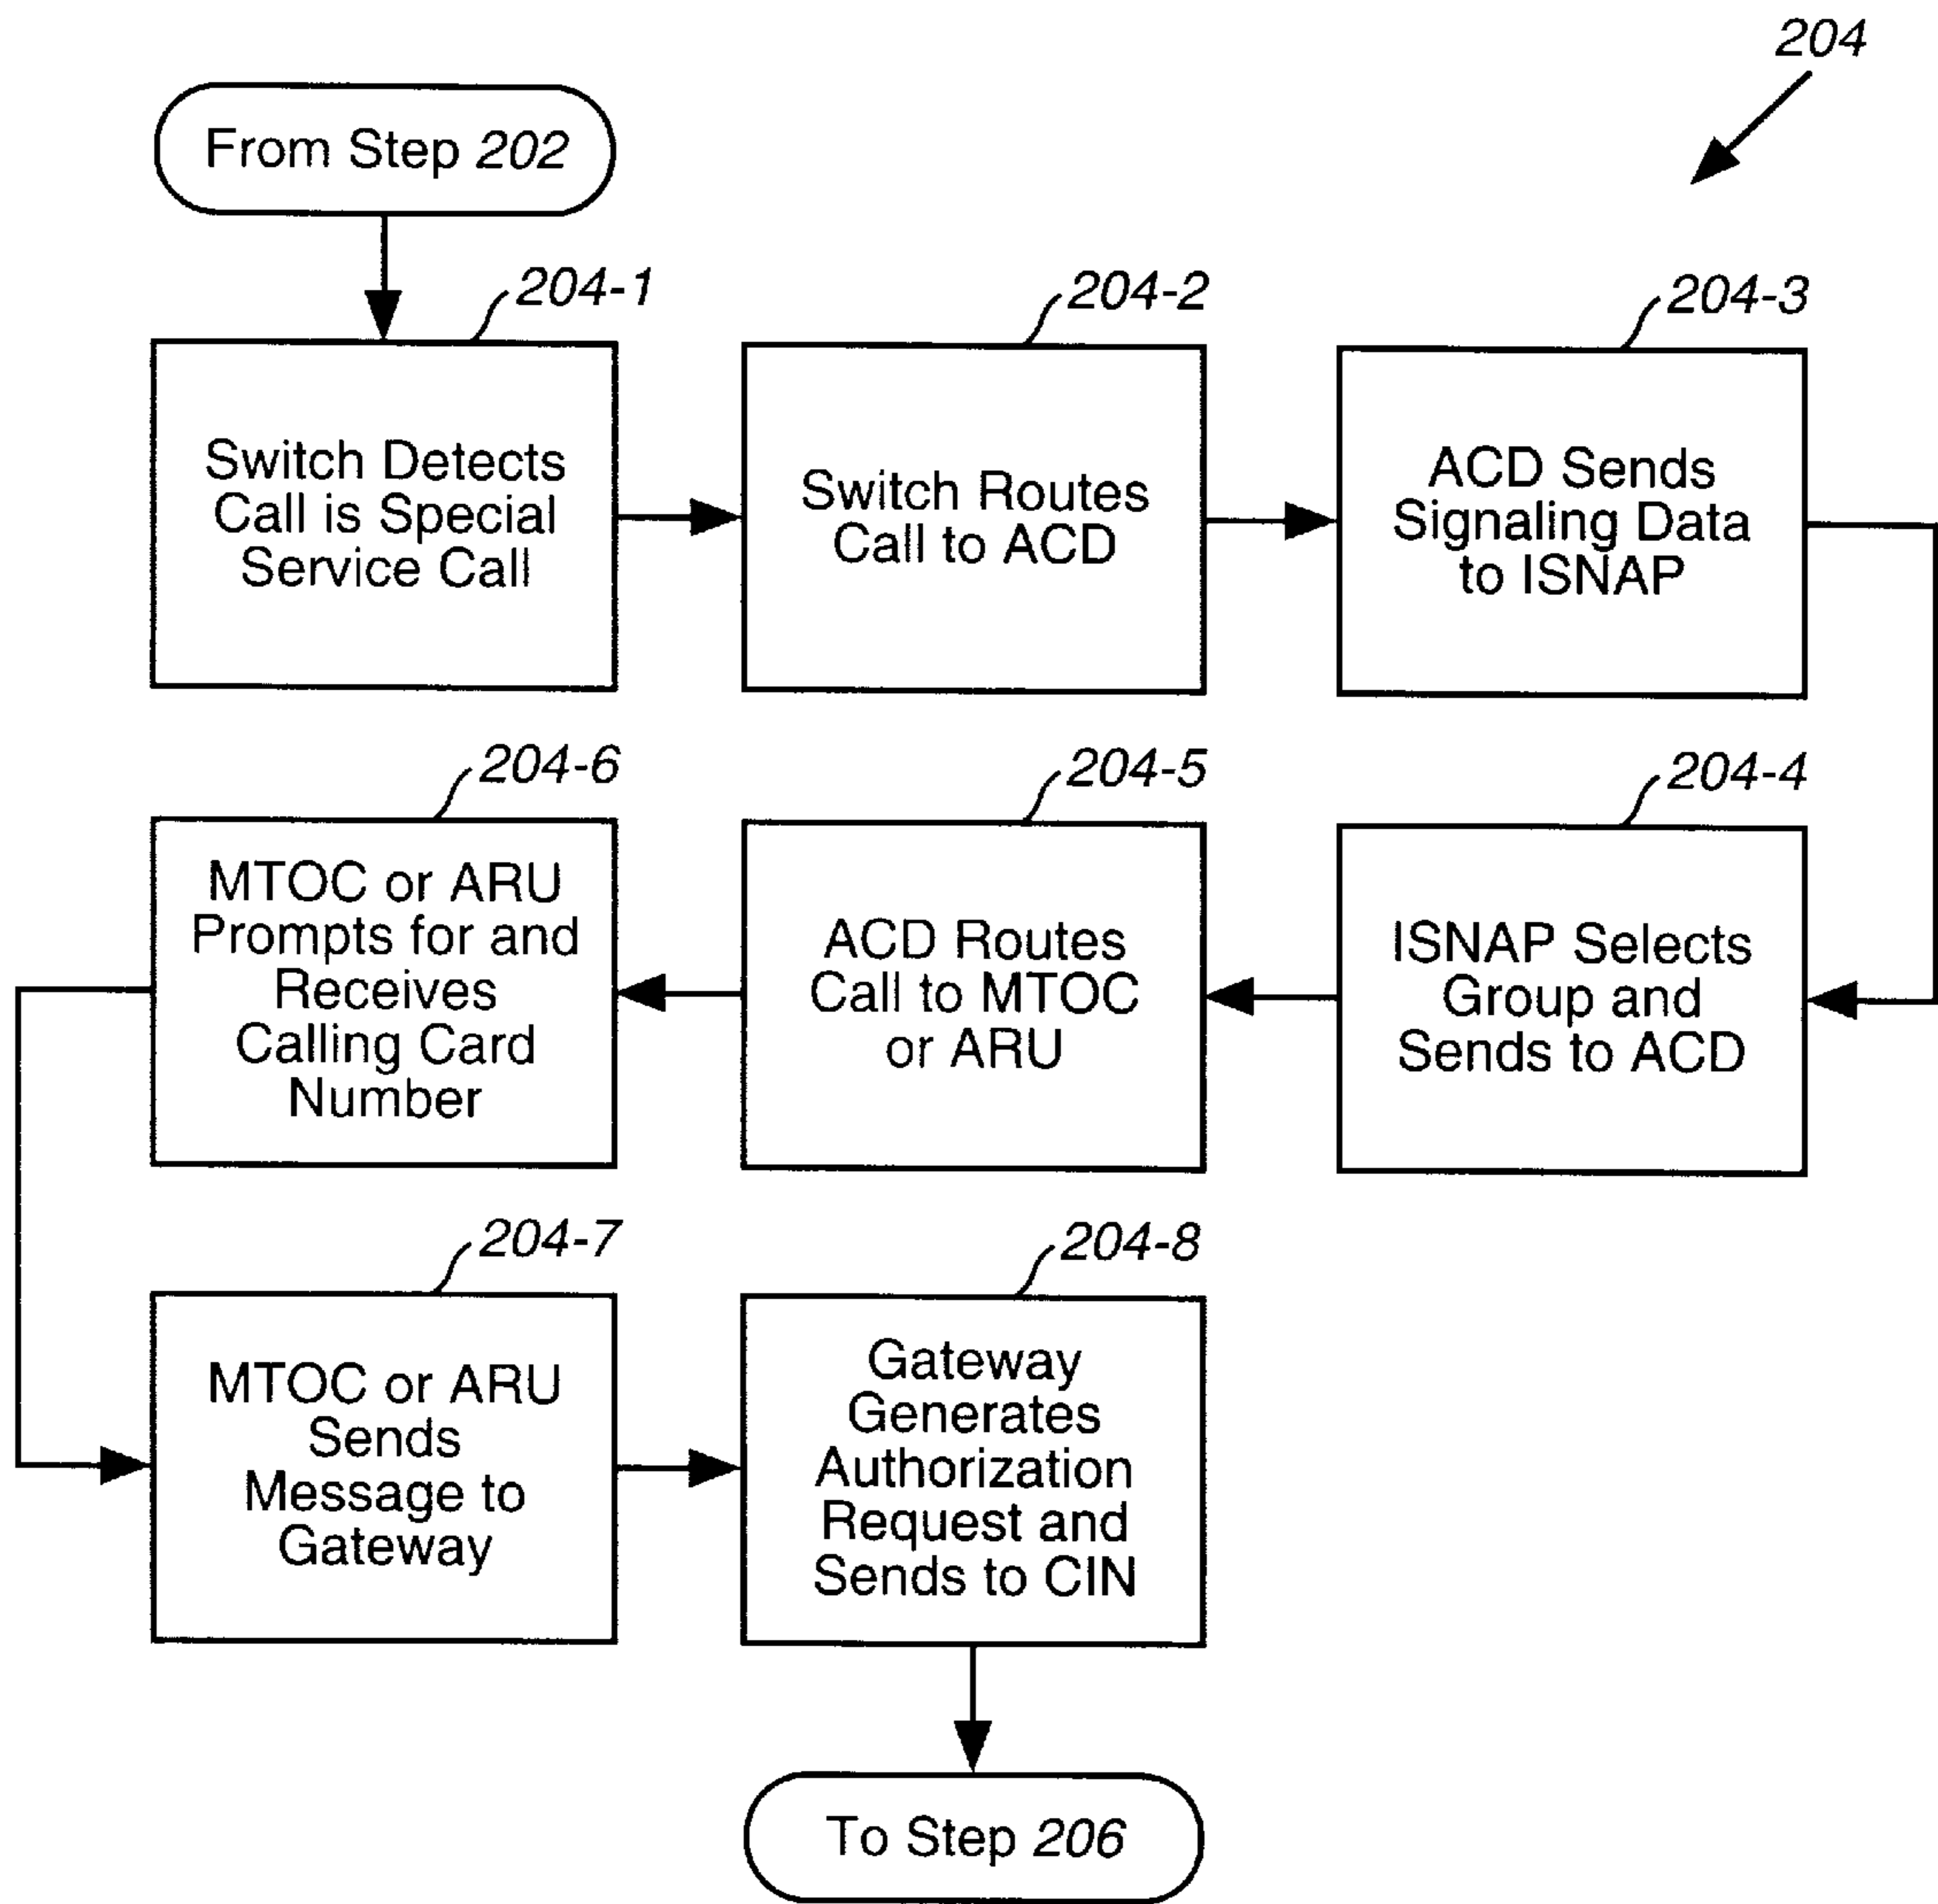 204
From Step 202
204-1
Switch Detects
Call is Special
Service Call
204-2
Switch Routes
Call to ACD
204-3
ACD Sends
Signaling Data
to ISNAP
204-4
ISNAP Selects
Group and
Sends to ACD
204-5
ACD Routes
Call to MTOC
or ARU
204-6
MTOC or ARU
Prompts for and
Receives
Calling Card
Number
204-7
MTOC or ARU
Sends
Message to
Gateway
204-8
Gateway
Generates
Authorization
Request and
Sends to CIN
To Step 206